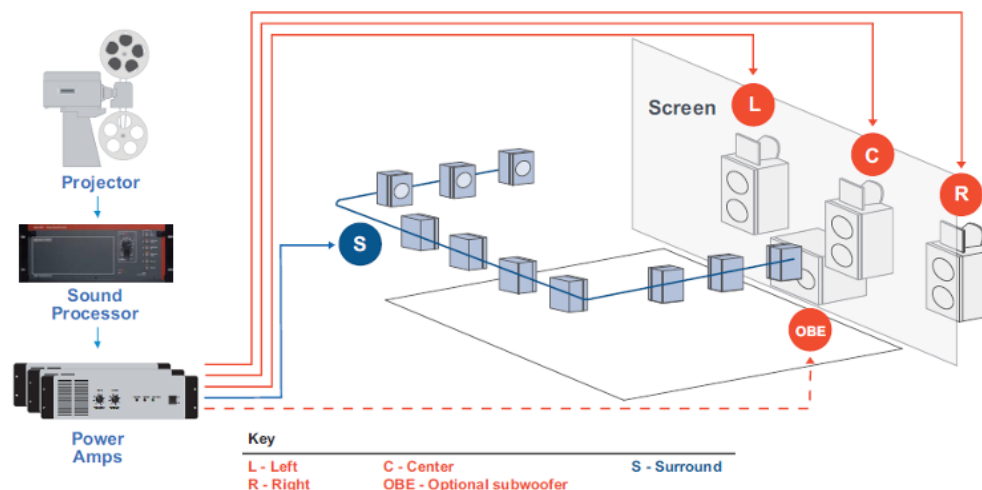 Screen
L
C
R
Projector
S
Sound
Processor
OBE
Power
Amps
Key
L - Left
C - Center
S - Surround
R - Right
OBE - Optional subwoofer